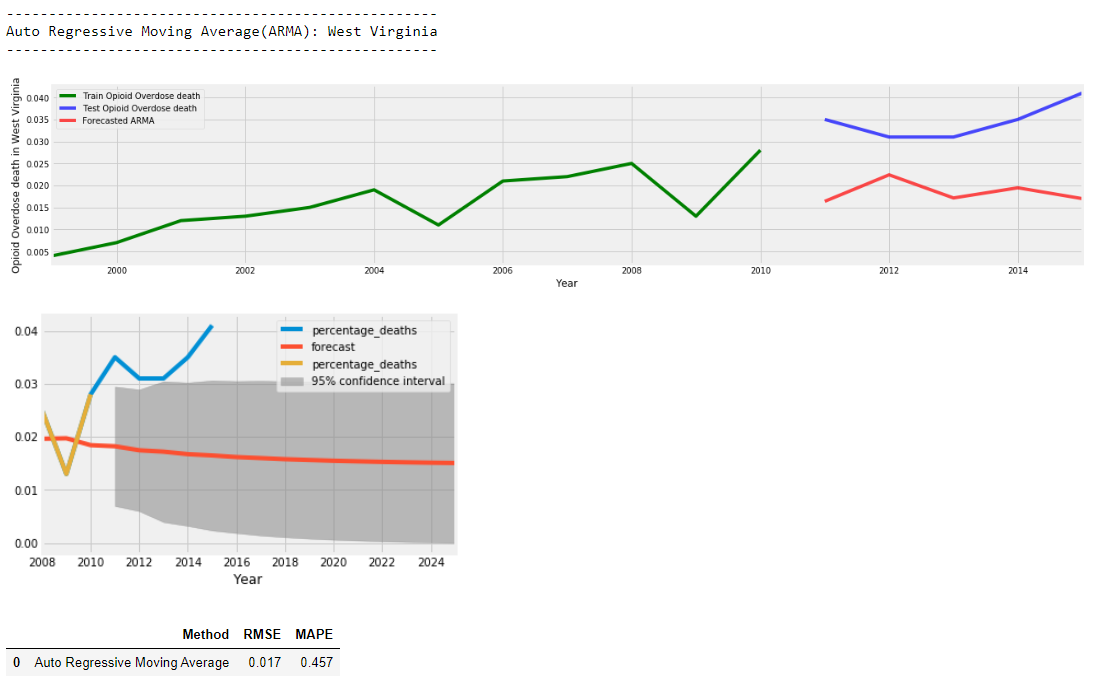 ---------------------------------------------------
Auto Regressive Moving Average(ARMA): West Virginia
---------------------------------------------------
Opioid Overdose death in West Virginia
Train Opioid Overdose death
Test Opioid Overdose death
Forecasted ARMA
0.040
0.035
0.030
0.025
0.020
0.015
0.010
0.005
2000 2002 2004 2006 2008 2010 2012 2014
Year
percentage_deaths
forecast
percentage_deaths
95% confidence interval
0.04
0.03
0.02
0.01
0.00
2008 2010 2012 2014 2016 2018 2020 2022 2024
Year
Method RMSE MAPE
0 Auto Regressive Moving Average 0.017 0.457